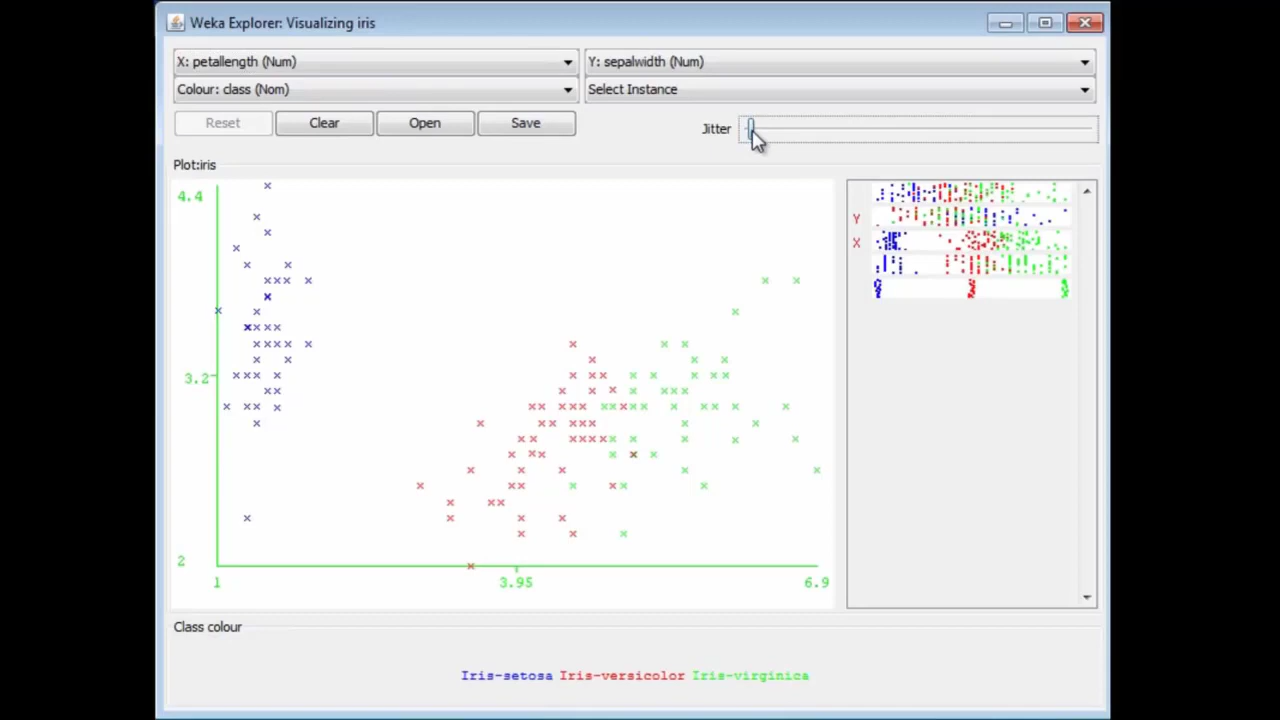 Weka Explorer: Visualizing iris
X: petallength (Num) Y: sepalwidth (Num)
Colour: class (Nom) Select Instance
Reset Clear Open Save Jitter
Plot:iris
4.4
3.2
2
1 3.95 6.9
Y
X
Class colour
Iris-setosa Iris-versicolor Iris-virginica